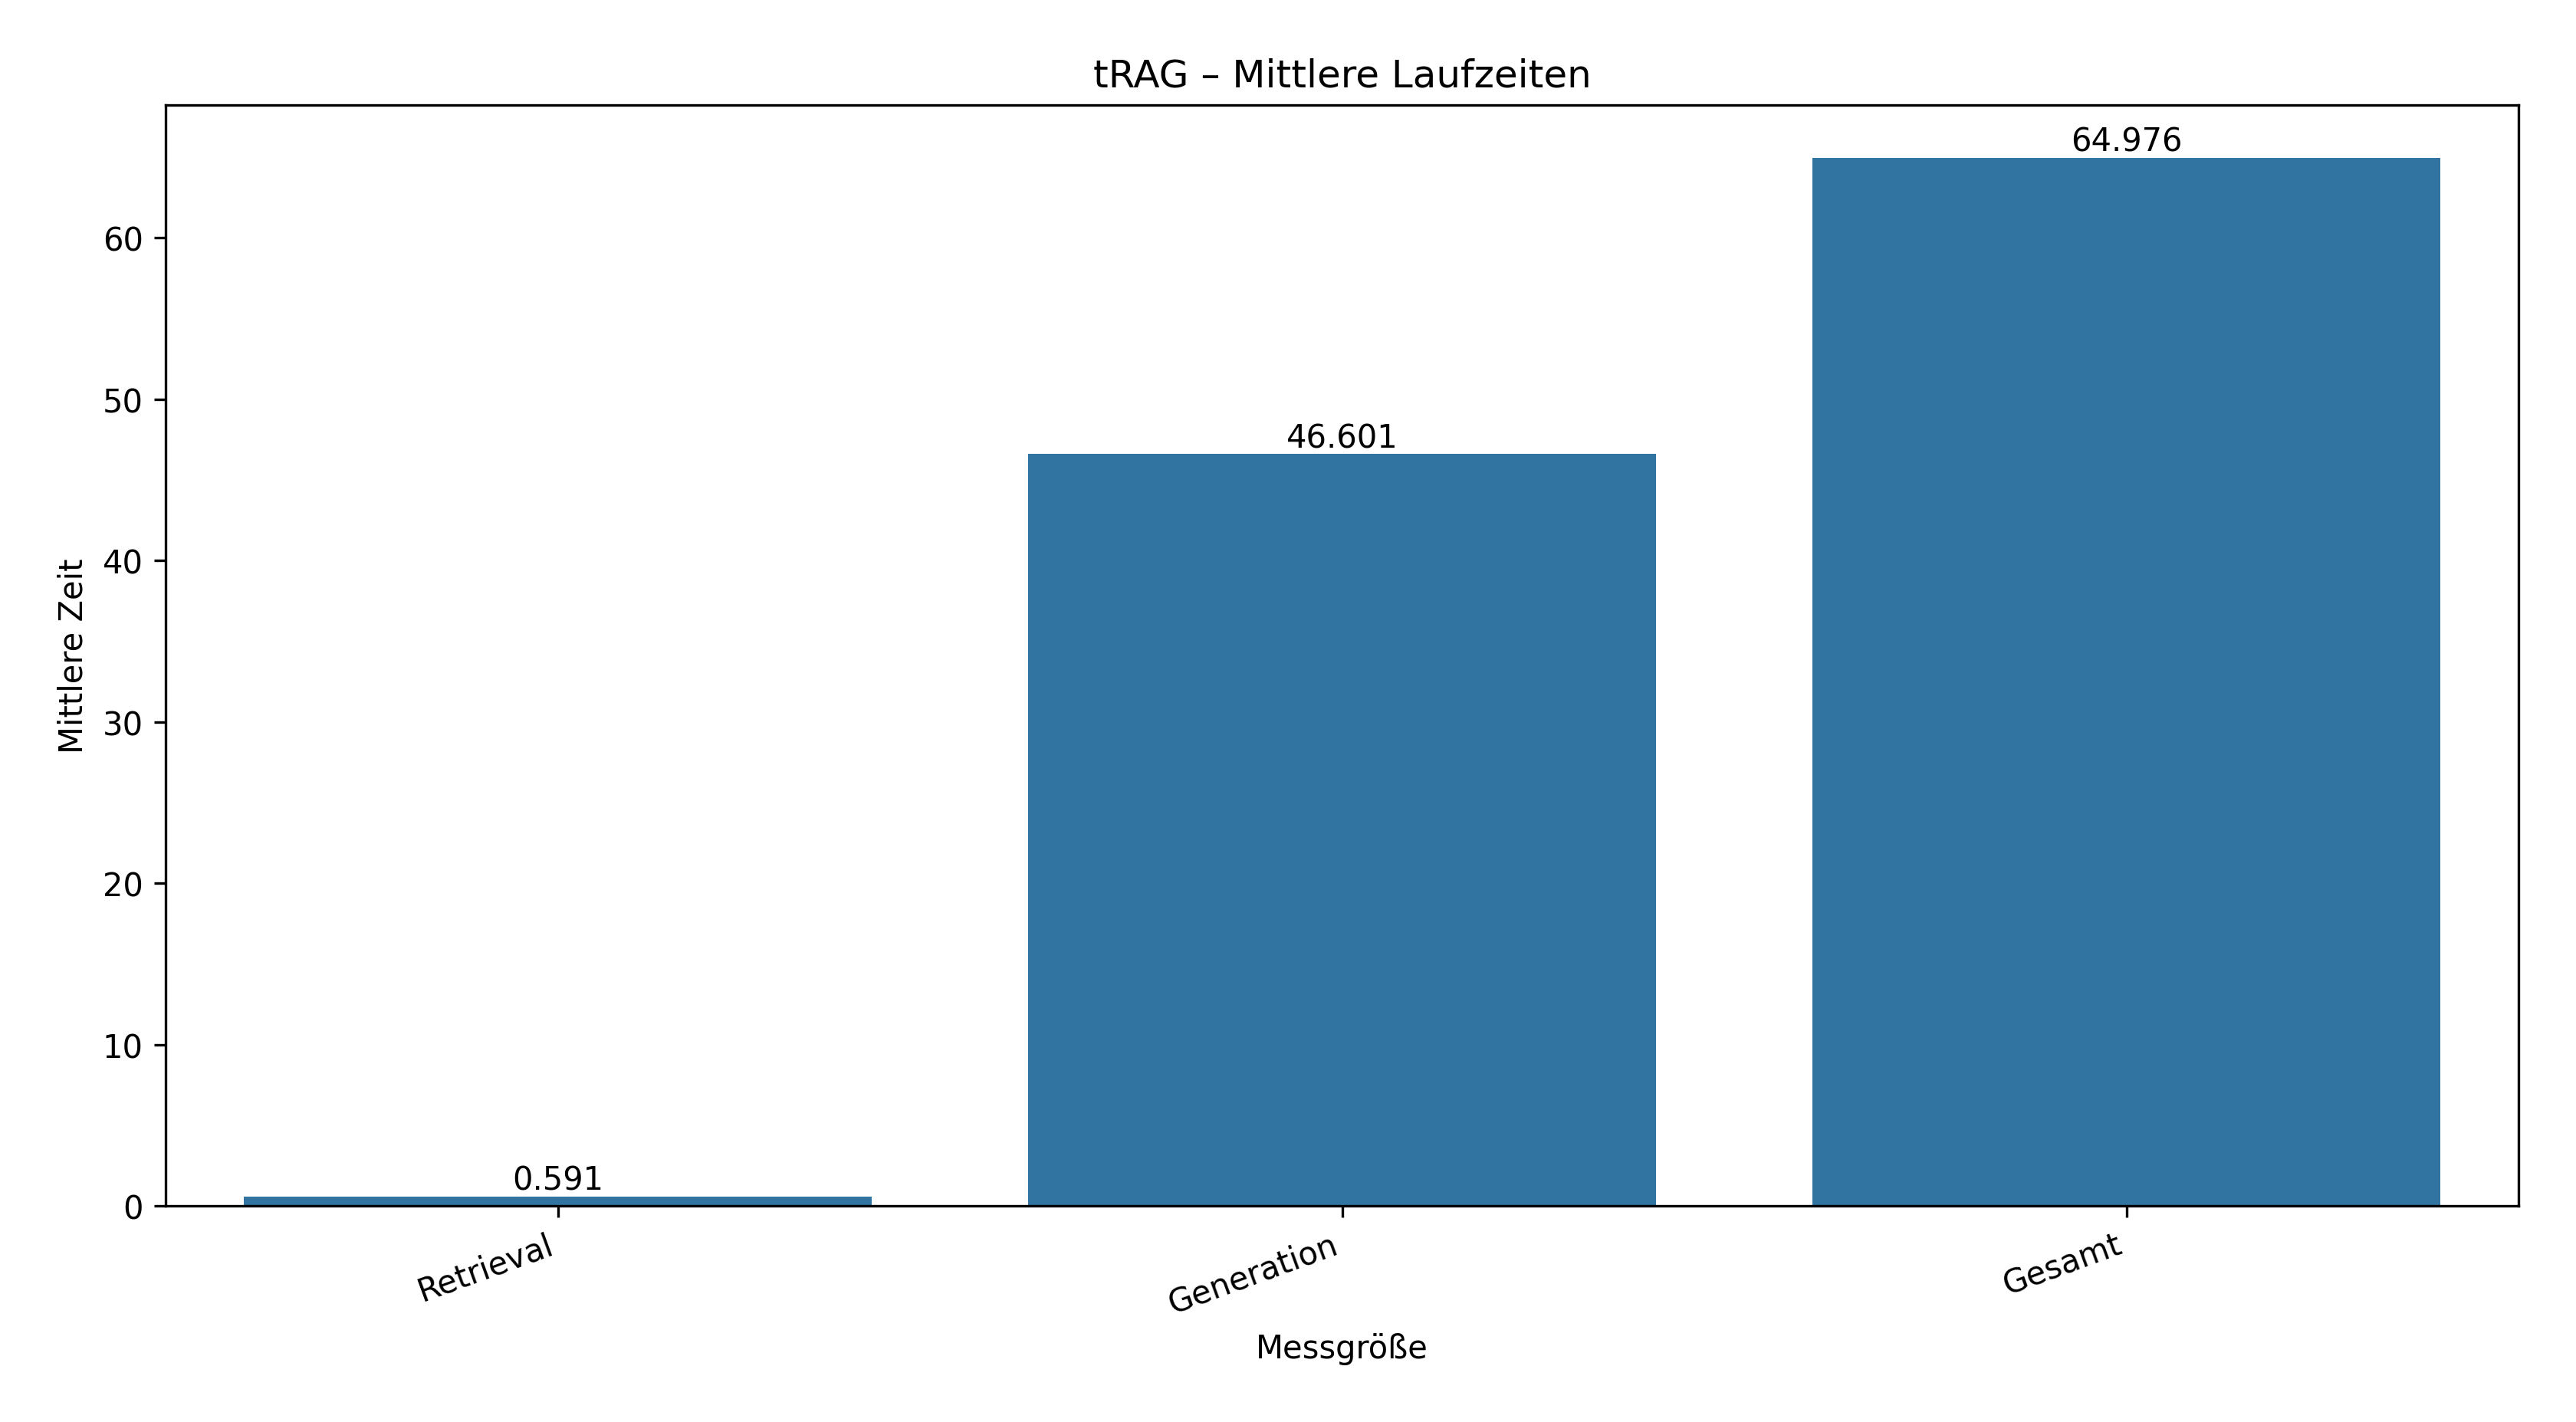 tRAG – Mittlere Laufzeiten
64.976
60
50
46.601
40
Mittlere Zeit
30
20
10
0.591
0
Retrieval
Generation
Gesamt
Messgröße